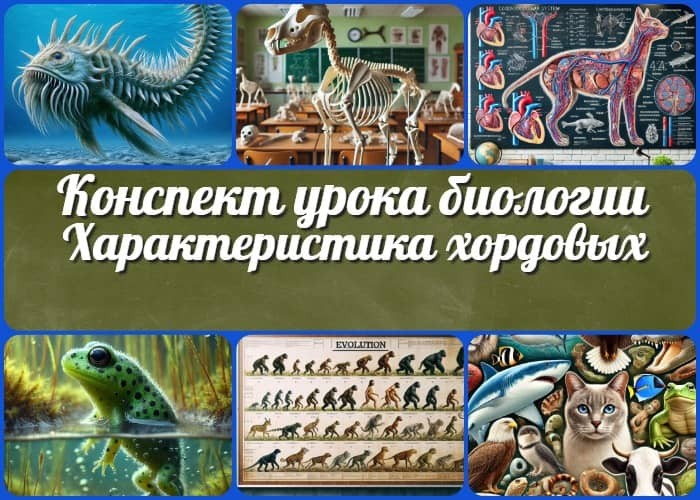 Конспект урока биологии
Характеристика хордовых
EVOLUTION